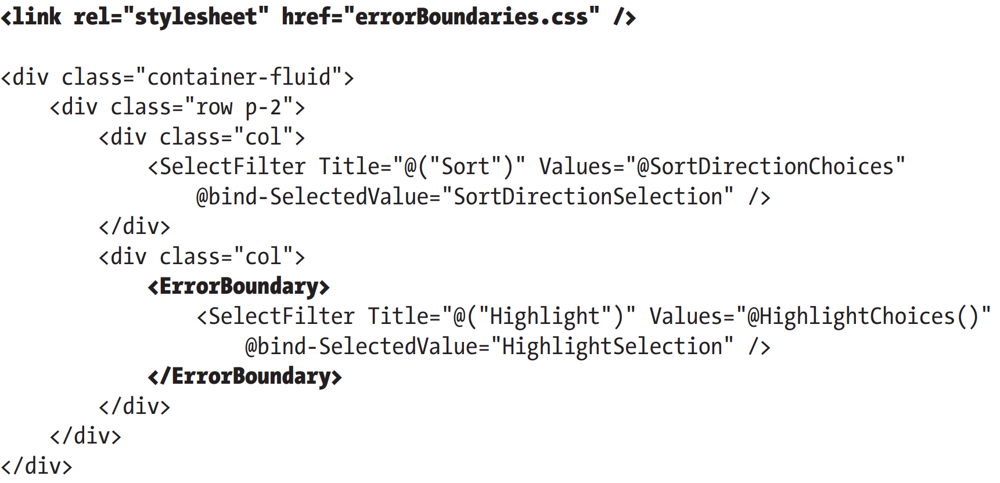 <link rel="stylesheet" href="errorBoundaries.css" />

<div class="container-fluid">
    <div class="row p-2">
        <div class="col">
            <SelectFilter Title="@("Sort")" Values="@SortDirectionChoices"
                @bind-SelectedValue="SortDirectionSelection" />
        </div>
        <div class="col">
            <ErrorBoundary>
                <SelectFilter Title="@("Highlight")" Values="@HighlightChoices()"
                    @bind-SelectedValue="HighlightSelection" />
            </ErrorBoundary>
        </div>
    </div>
</div>